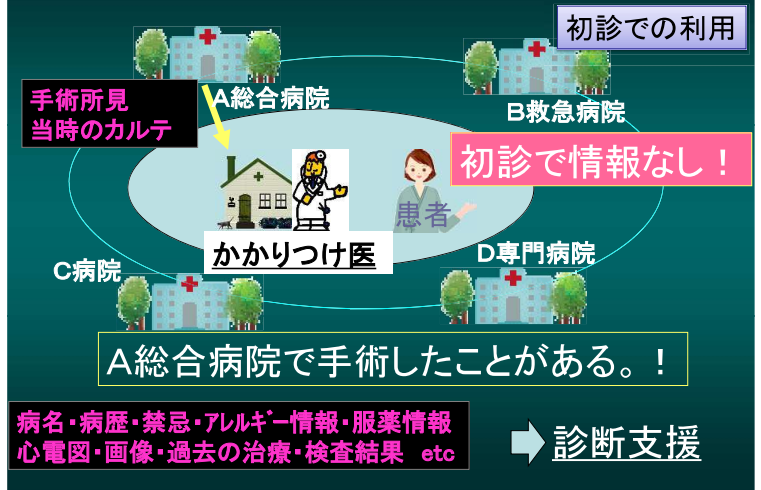 初診での利用
手術所見
当時のカルテ
A総合病院
B救急病院
初診で情報なし！
患者
かかりつけ医
C病院
D専門病院
A総合病院で手術したことがある。！
病名・病歴・禁忌・ｱﾚﾙｷﾞｰ情報・服薬情報
心電図・画像・過去の治療・検査結果 etc
診断支援